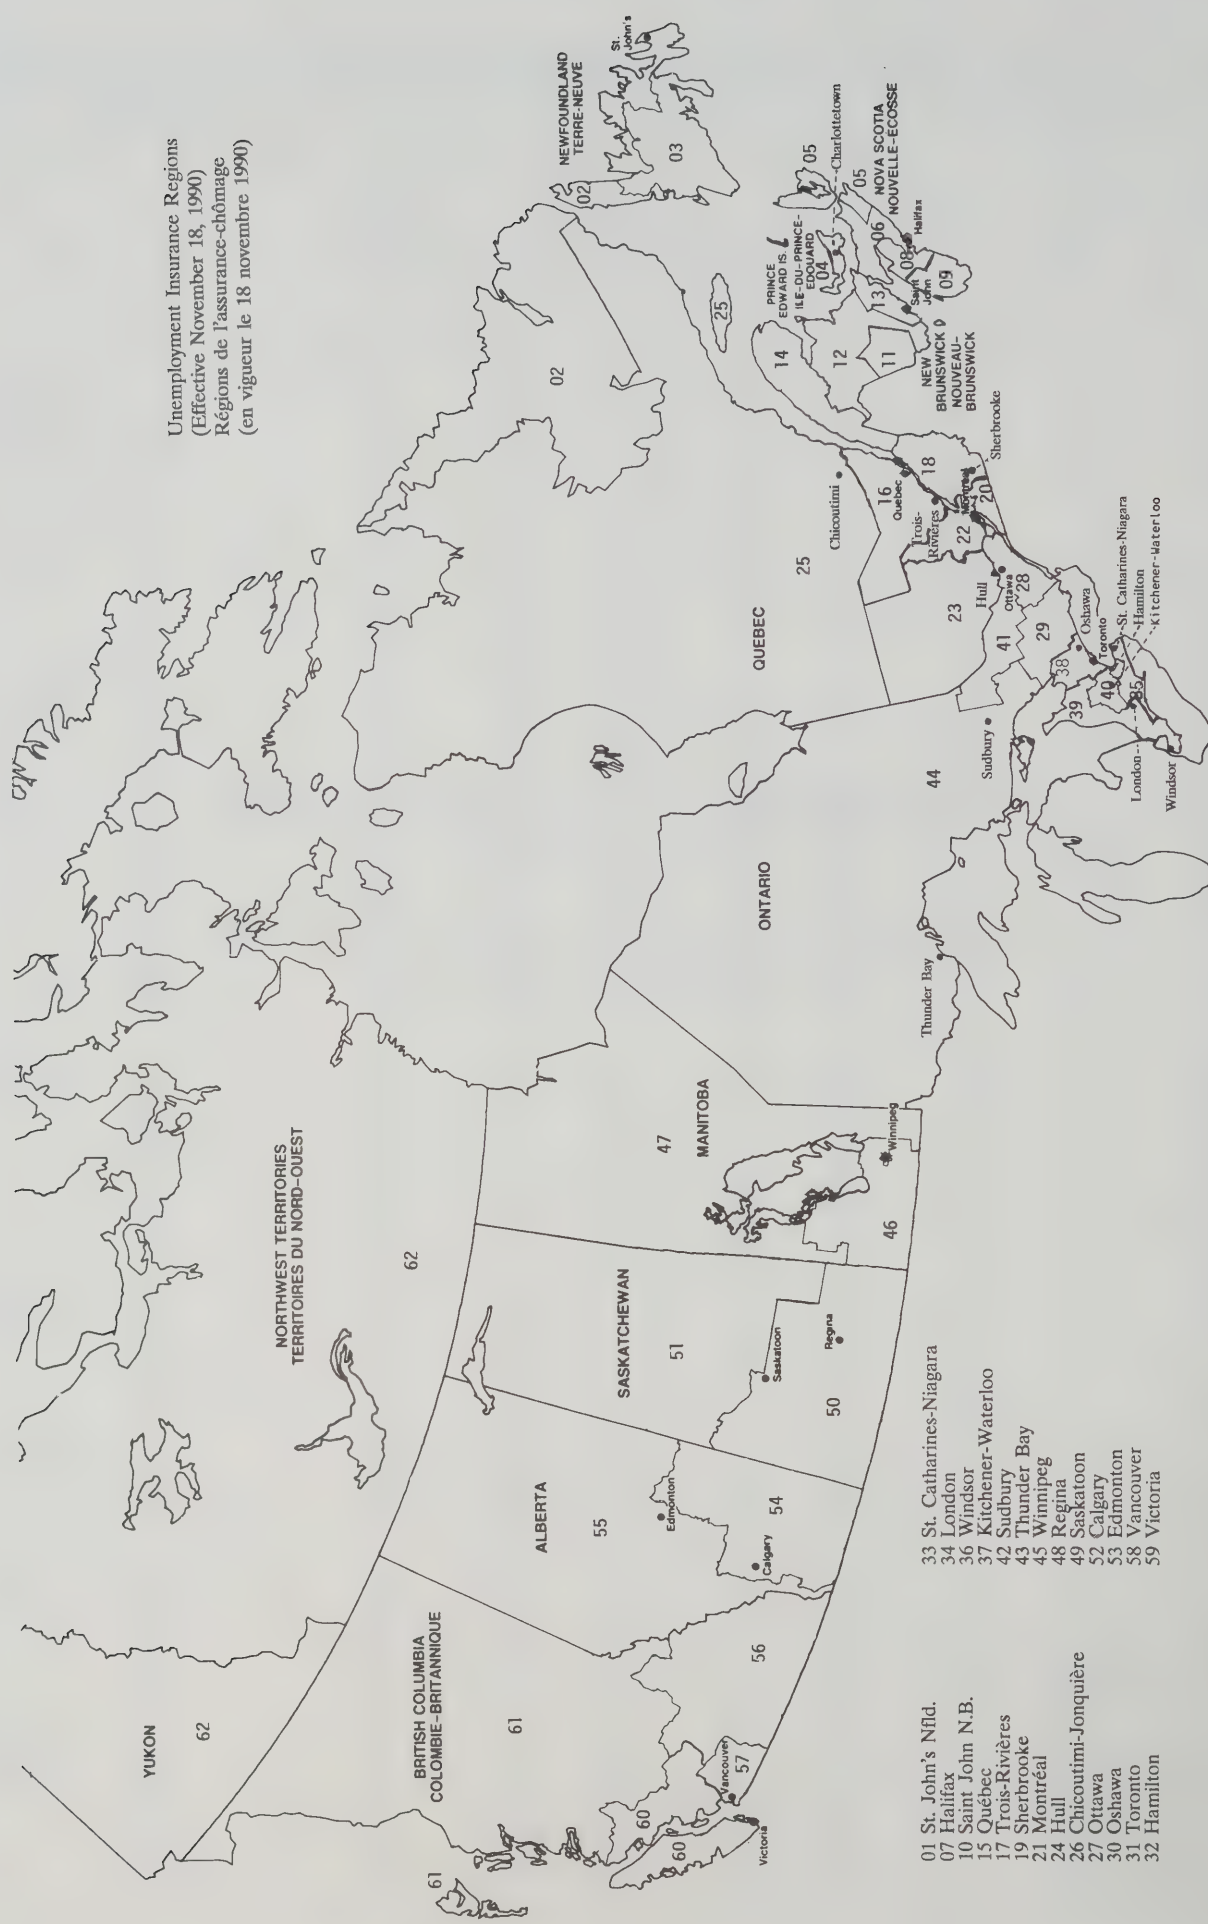 Unemployment Insurance Regions
(Effective November 18, 1990)
Régions de l'assurance-chômage
(en vigueur le 18 novembre 1990)
YUKON
62
NORTHWEST TERRITORIES
TERRITOIRES DU NORD-OUEST
62
BRITISH COLUMBIA
COLOMBIE-BRITANNIQUE
61
61
60
60
57
56
Vancouver
Victoria
ALBERTA
55
54
Edmonton
Calgary
SASKATCHEWAN
51
50
Saskatoon
Regina
MANITOBA
47
46
Winnipeg
ONTARIO
44
Thunder Bay
Sudbury
41
28
29
38
39
40
35
Ottawa
Oshawa
Toronto
St. Catharines-Niagara
Hamilton
Kitchener-Waterloo
London
Windsor
QUEBEC
25
25
23
22
20
18
16
14
Chicoutimi
Quebec
Trois-
Rivières
Montréal
Sherbrooke
Hull
NEW
BRUNSWICK
NOUVEAU-
BRUNSWICK
11
12
13
Saint
John
PRINCE
EDWARD IS.
ILE-DU-PRINCE-
EDOUARD
04
Charlottetown
NOVA SCOTIA
NOUVELLE-ECOSSE
05
05
06
08
09
Halifax
NEWFOUNDLAND
TERRE-NEUVE
02
02
03
St.
John's
01 St. John's Nfld.
07 Halifax
10 Saint John N.B.
15 Québec
17 Trois-Rivières
19 Sherbrooke
21 Montréal
24 Hull
26 Chicoutimi-Jonquière
27 Ottawa
30 Oshawa
31 Toronto
32 Hamilton
33 St. Catharines-Niagara
34 London
36 Windsor
37 Kitchener-Waterloo
42 Sudbury
43 Thunder Bay
45 Winnipeg
48 Regina
49 Saskatoon
52 Calgary
53 Edmonton
58 Vancouver
59 Victoria